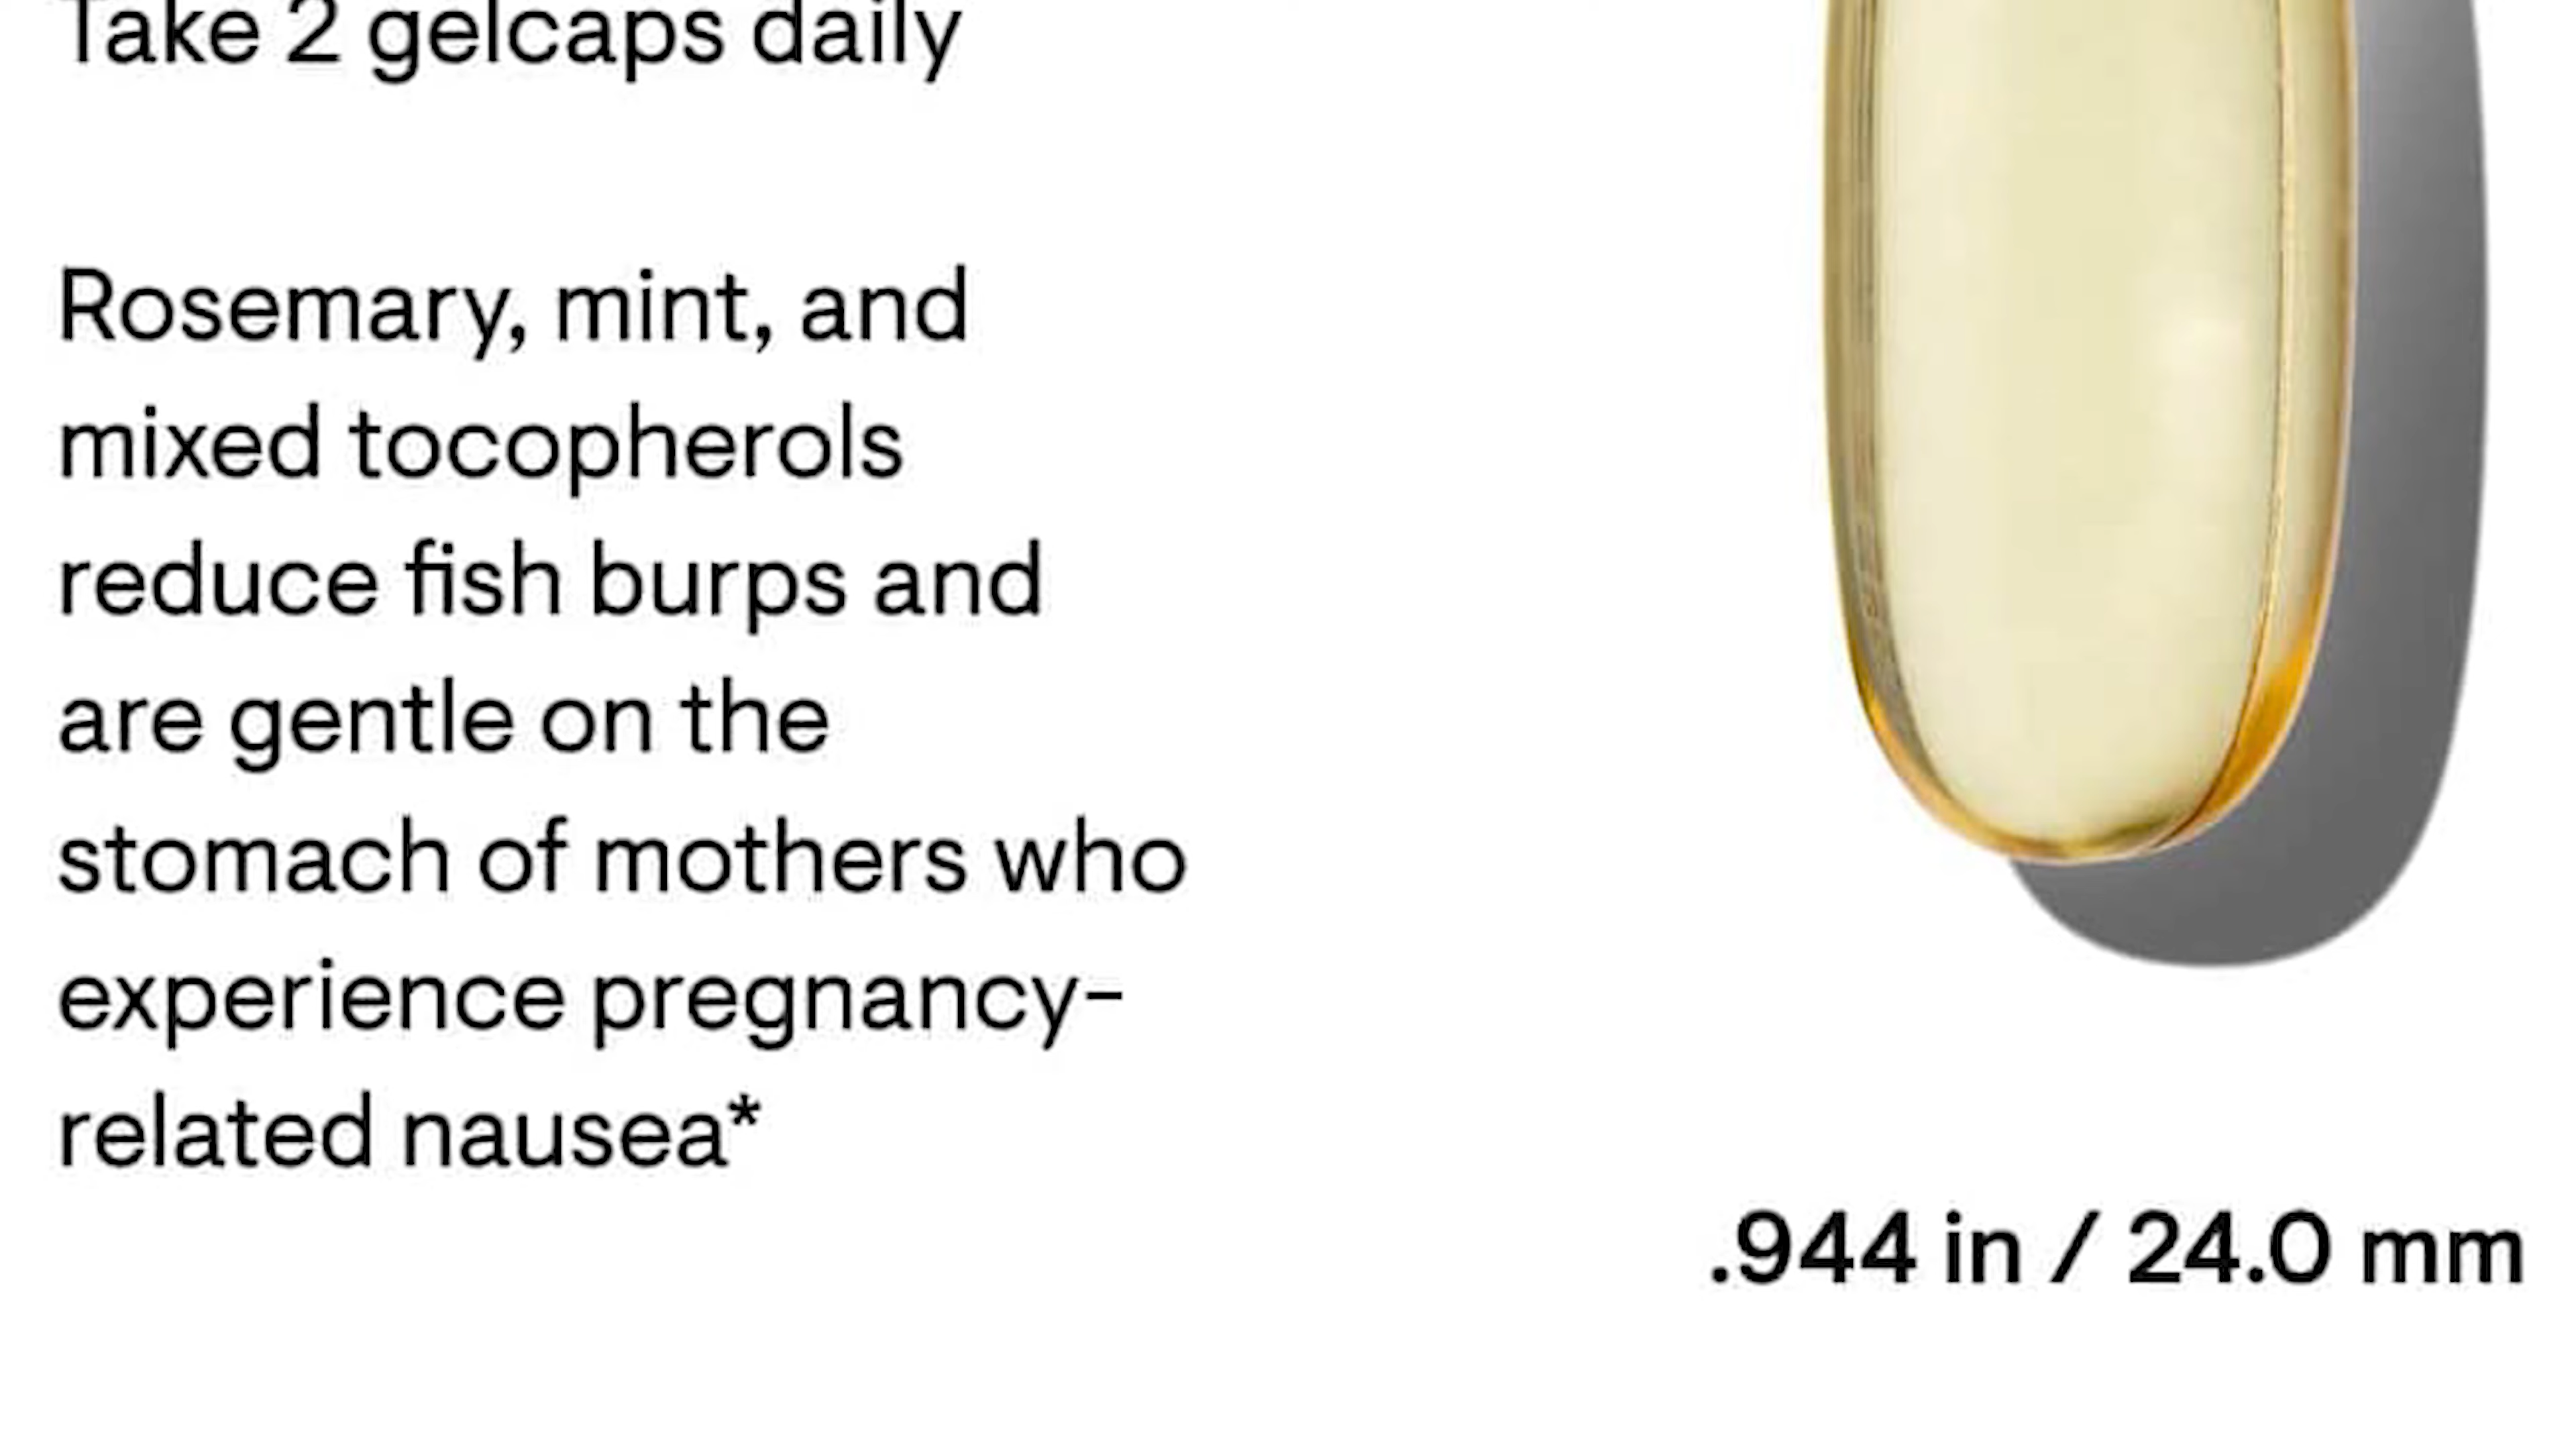 Take 2 gelcaps daily
Rosemary, mint, and
mixed tocopherols
reduce fish burps and
are gentle on the
stomach of mothers who
experience pregnancy-
related nausea*
.944 in / 24.0 mm